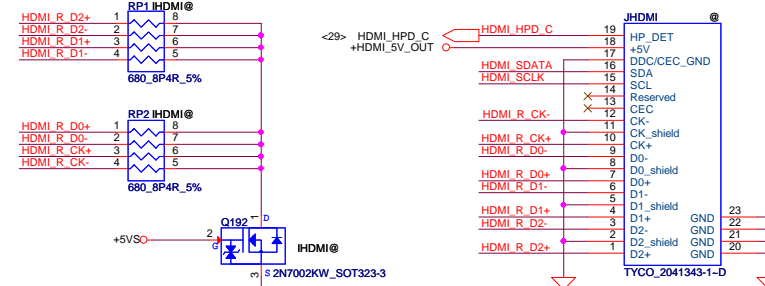 RP1 IHDMI@
HDMI_R_D2+ 1 8
HDMI_R_D2- 2 7
HDMI_R_D1+ 3 6
HDMI_R_D1- 4 5
680_8P4R_5%
RP2 IHDMI@
HDMI_R_D0+ 1 8
HDMI_R_D0- 2 7
HDMI_R_CK+ 3 6
HDMI_R_CK- 4 5
680_8P4R_5%
Q192
1 D
+5VS 2 G
IHDMI@
3 S 2N7002KW_SOT323-3
JHDMI @
<29> HDMI_HPD_C HDMI_HPD_C 19 HP_DET
+HDMI_5V_OUT 18 +5V
17 DDC/CEC_GND
HDMI_SDATA 16 SDA
HDMI_SCLK 15 SCL
14 Reserved
13 CEC
HDMI_R_CK- 12 CK-
11 CK_shield
HDMI_R_CK+ 10 CK+
HDMI_R_D0- 9 D0-
8 D0_shield
HDMI_R_D0+ 7 D0+
HDMI_R_D1- 6 D1-
5 D1_shield
HDMI_R_D1+ 4 D1+ GND 23
HDMI_R_D2- 3 D2- GND 22
2 D2_shield GND 21
HDMI_R_D2+ 1 D2+ GND 20
TYCO_2041343-1~D